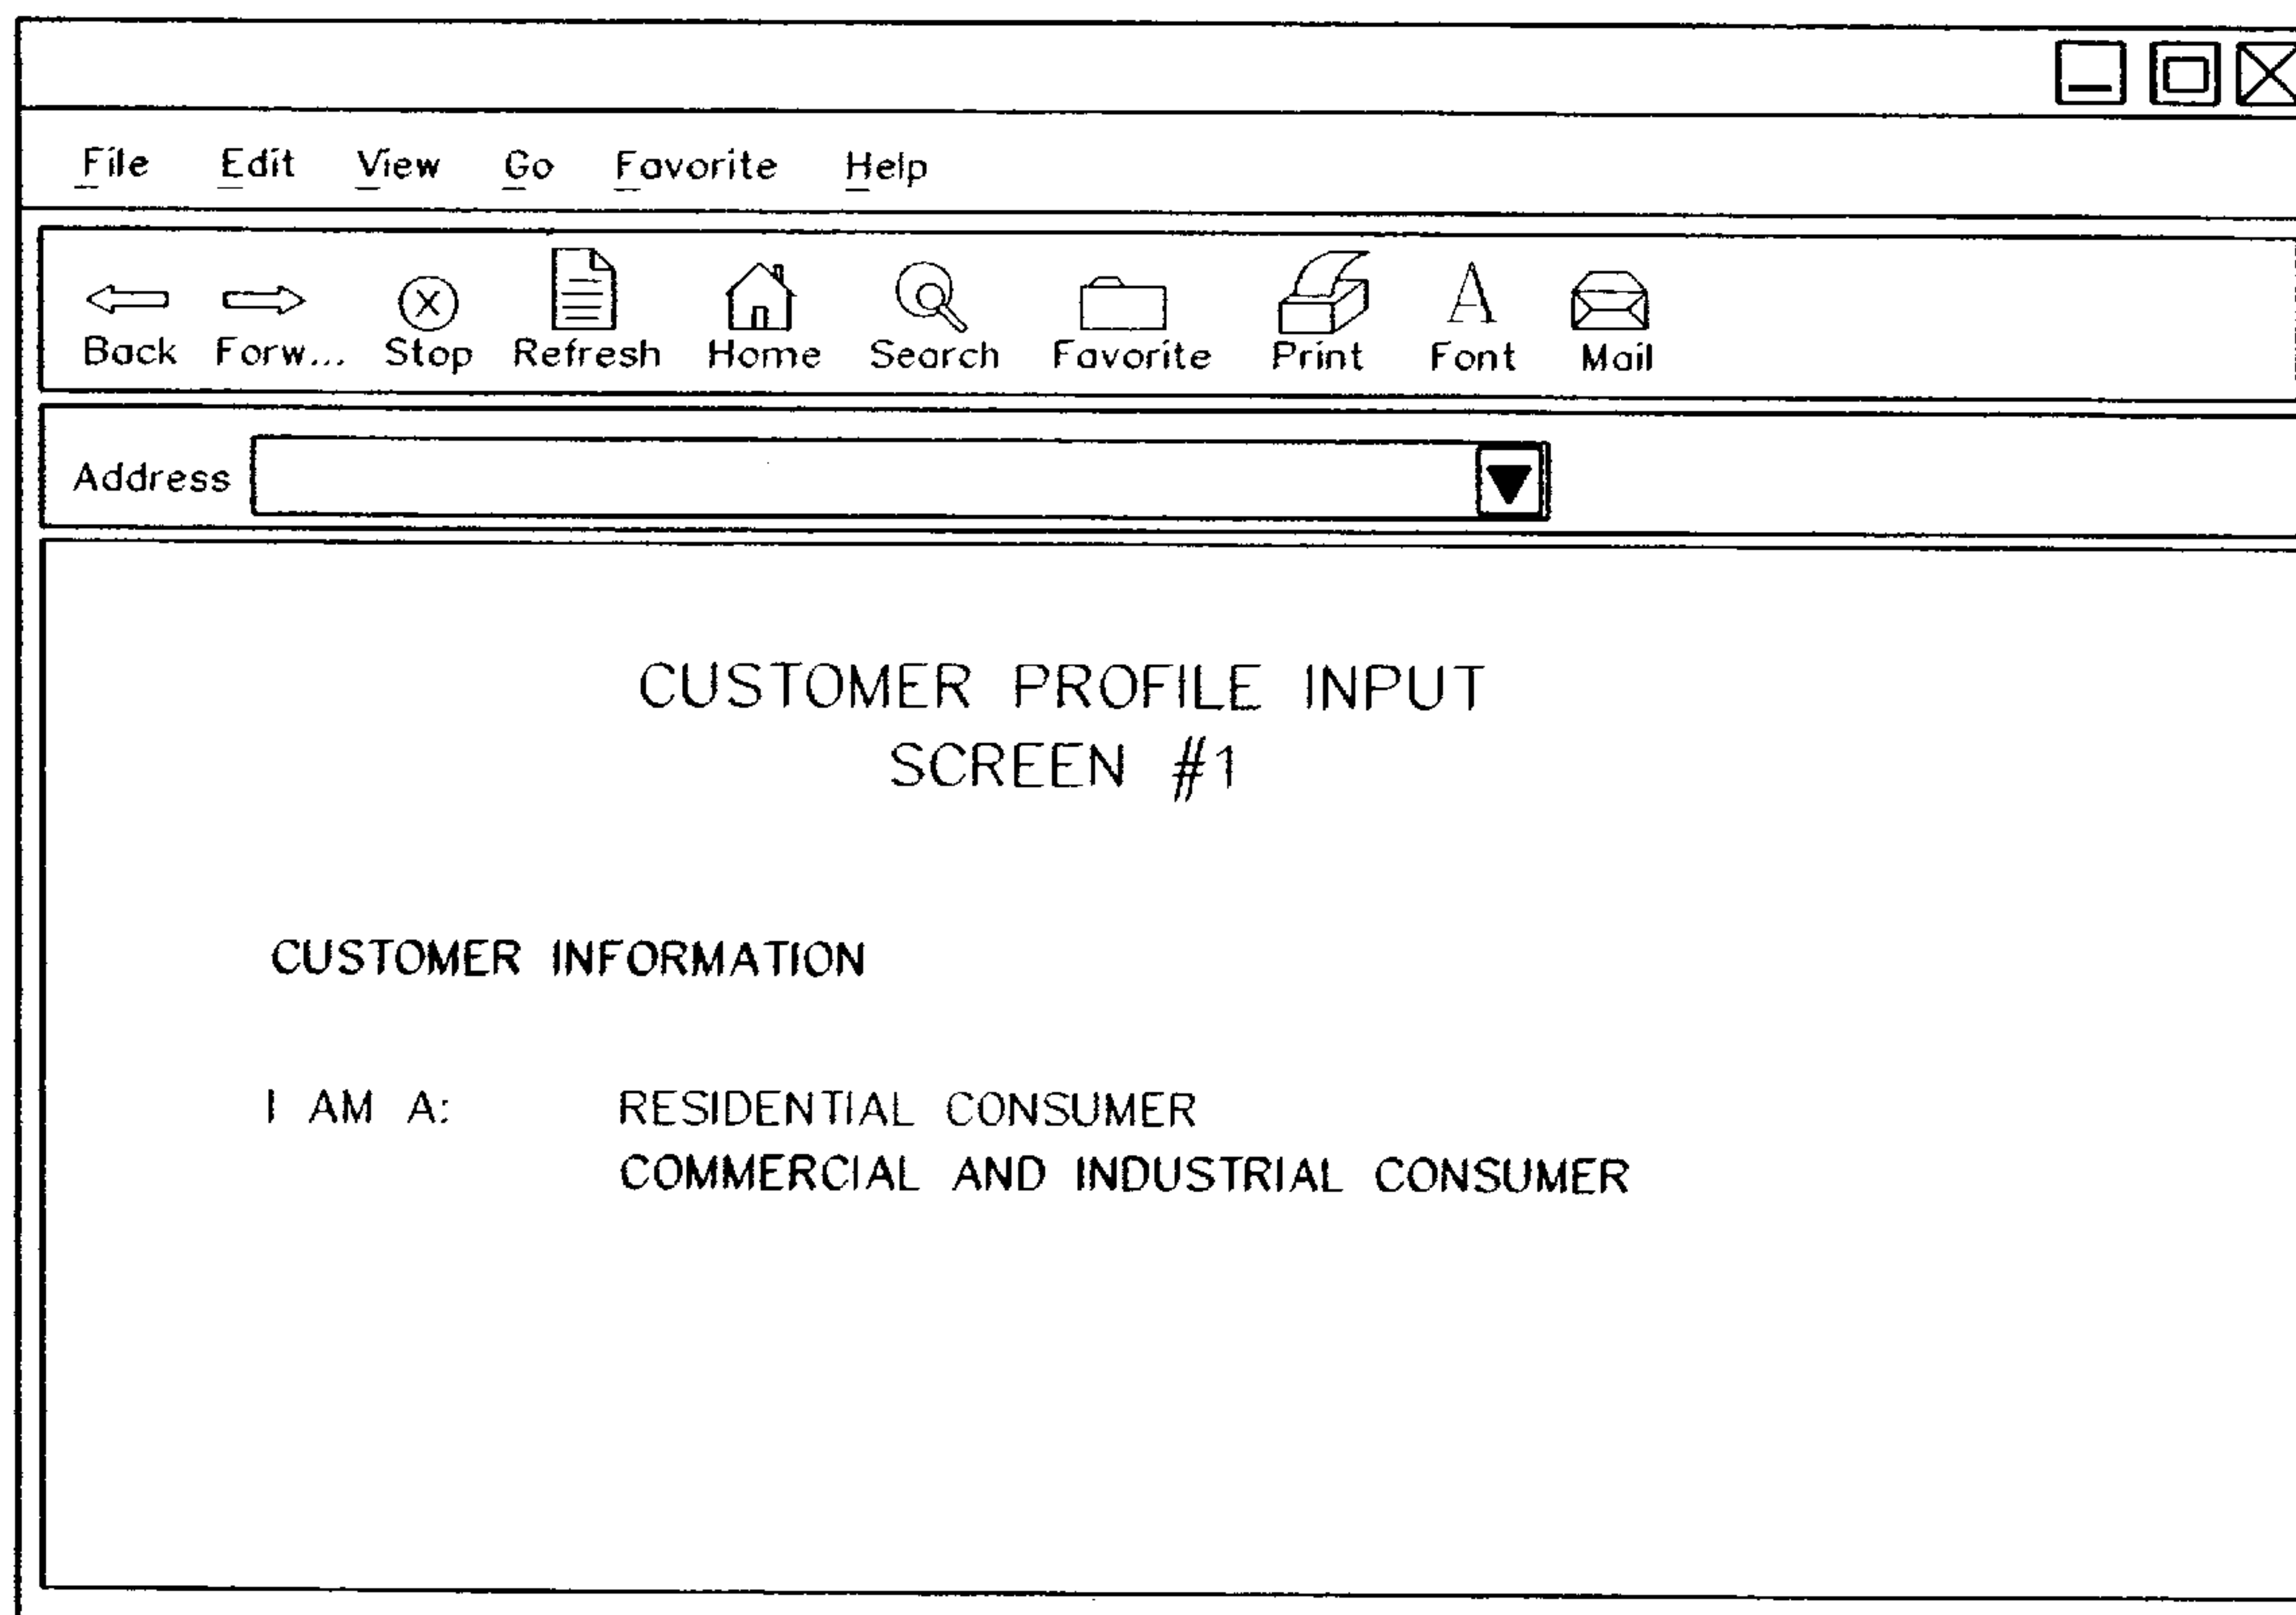 File Edit View Go Favorite Help
Back Forw... Stop Refresh Home Search Favorite Print Font Mail
Address
CUSTOMER PROFILE INPUT
SCREEN #1
CUSTOMER INFORMATION
I AM A: RESIDENTIAL CONSUMER
COMMERCIAL AND INDUSTRIAL CONSUMER